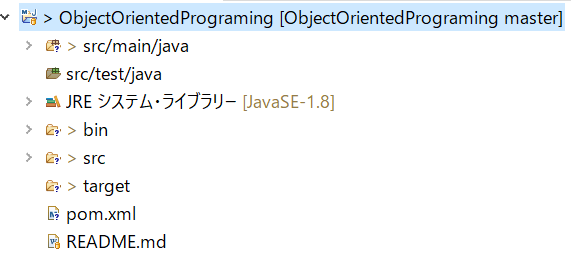 > ObjectOrientedPrograming [ObjectOrientedPrograming master]
> src/main/java
src/test/java
JRE システム・ライブラリー [JavaSE-1.8]
> bin
> src
> target
pom.xml
README.md